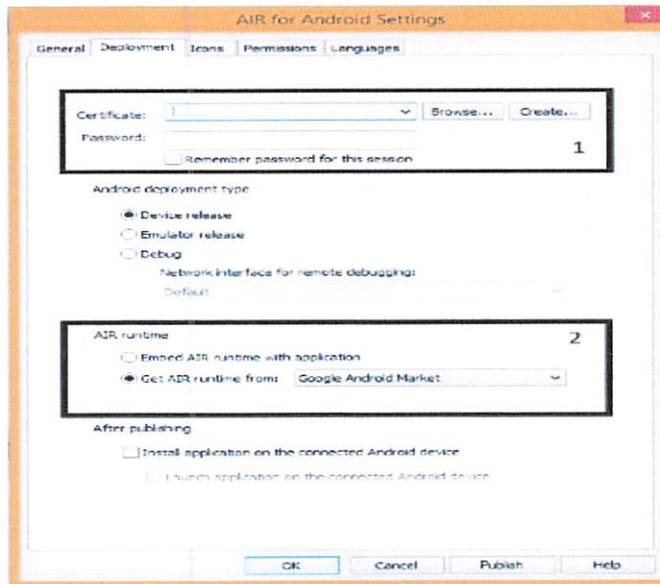 AIR for Android Settings
General Deployment Icons Permissions Languages
Certificate: Browse... Create...
Password:
Remember password for this session
1
Android deployment type
Device release
Emulator release
Debug
Network interface for remote debugging:
Default
AIR runtime
2
Embed AIR runtime with application
Get AIR runtime from: Google Android Market
After publishing
Install application on the connected Android device
Launch application on the connected Android device
OK Cancel Publish Help